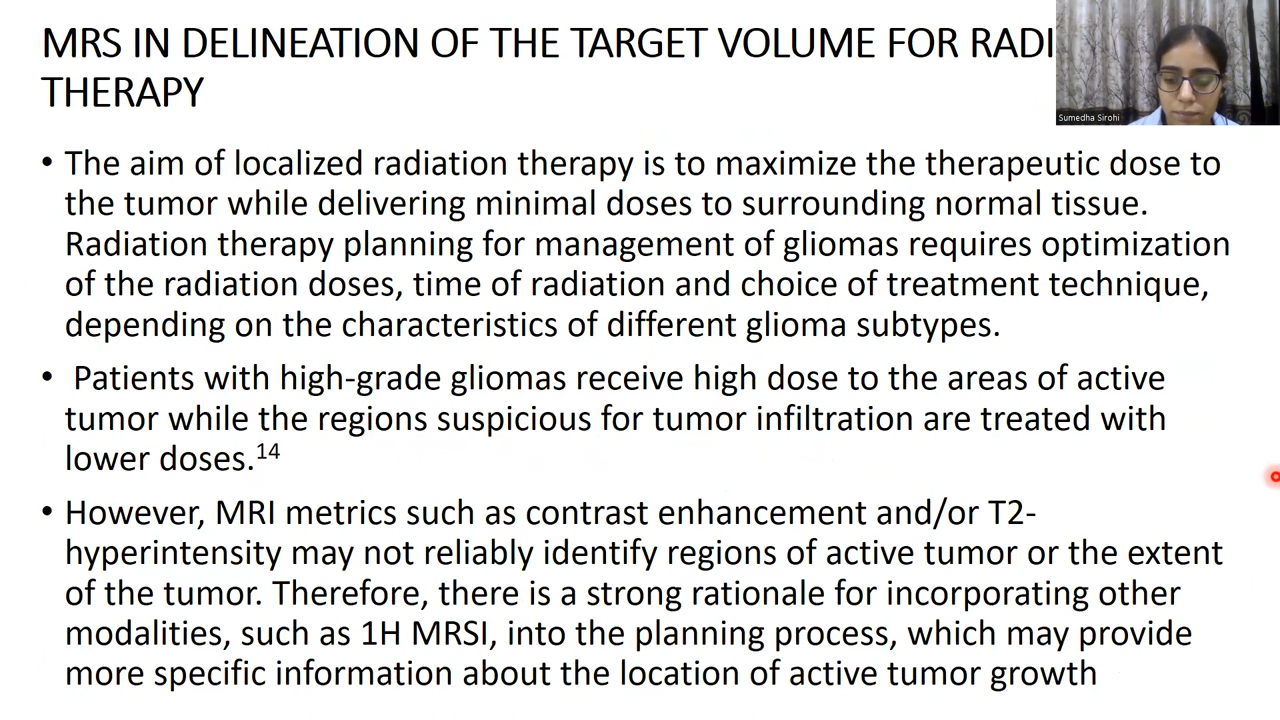 MRS IN DELINEATION OF THE TARGET VOLUME FOR RADI
THERAPY
Sumedha Sirohi
• The aim of localized radiation therapy is to maximize the therapeutic dose to
the tumor while delivering minimal doses to surrounding normal tissue.
Radiation therapy planning for management of gliomas requires optimization
of the radiation doses, time of radiation and choice of treatment technique,
depending on the characteristics of different glioma subtypes.
• Patients with high-grade gliomas receive high dose to the areas of active
tumor while the regions suspicious for tumor infiltration are treated with
lower doses.¹⁴
• However, MRI metrics such as contrast enhancement and/or T2-
hyperintensity may not reliably identify regions of active tumor or the extent
of the tumor. Therefore, there is a strong rationale for incorporating other
modalities, such as 1H MRSI, into the planning process, which may provide
more specific information about the location of active tumor growth